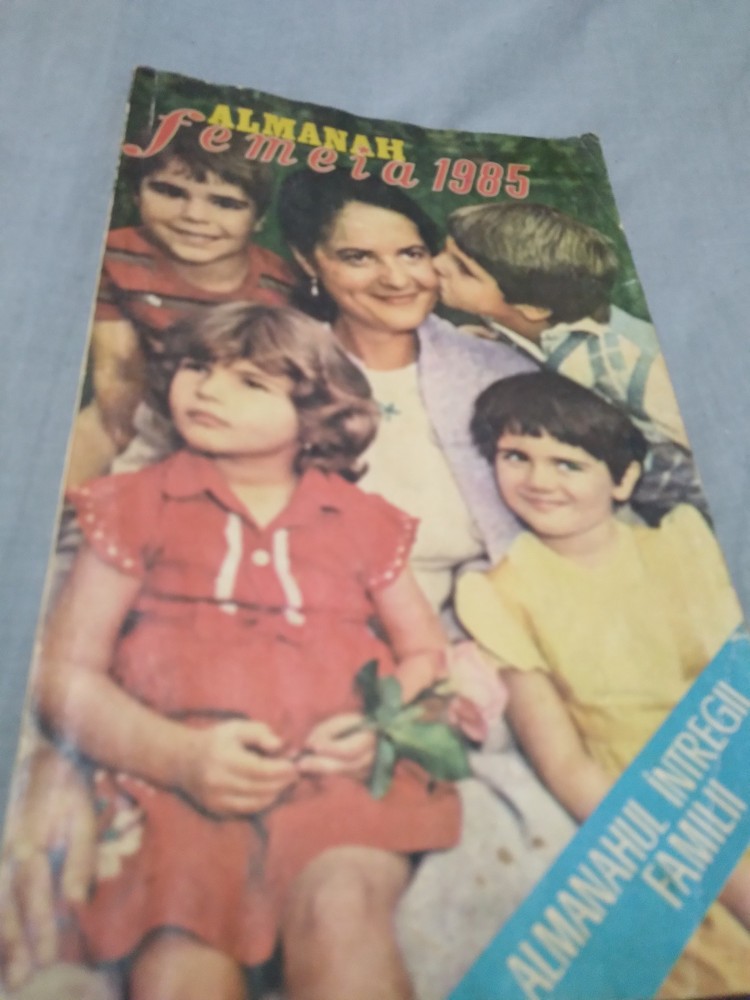 ALMANAH
femeia 1985
ALMANAHUL ÎNTREGII
FAMILII